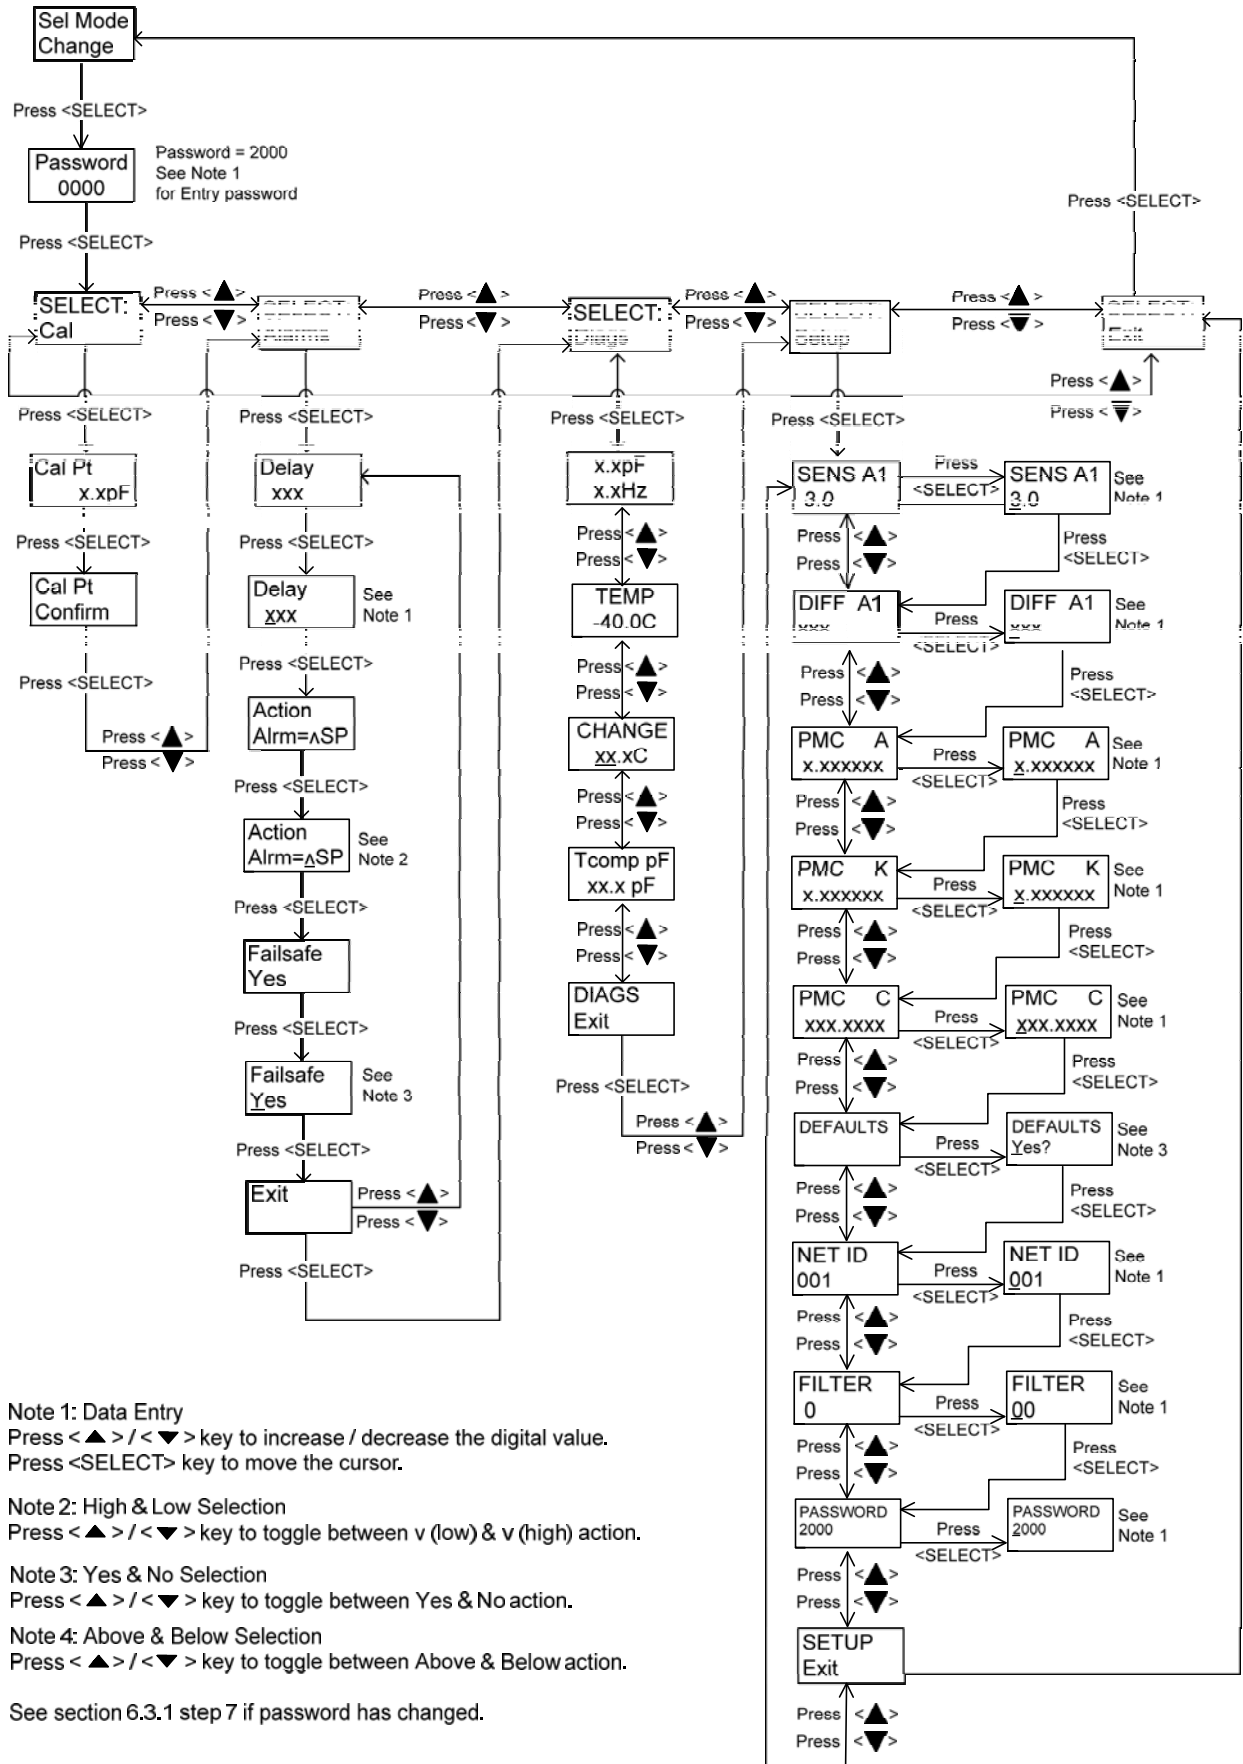 Sel Mode
Change
Press <SELECT>
Password
0000
Password = 2000
See Note 1
for Entry password
Press <SELECT>
Press <SELECT>
SELECT:
Cal
Press <▲>
Press <▼>
SELECT:
Alarms
Press <▲>
Press <▼>
SELECT:
Diags
Press <▲>
Press <▼>
SELECT:
Setup
Press <▲>
Press <▼>
SELECT:
Exit
Press <▲>
Press <▼>
Press <SELECT>
Cal Pt
x.xpF
Press <SELECT>
Cal Pt
Confirm
Press <SELECT>
Press <▲>
Press <▼>
Press <SELECT>
Delay
xxx
Press <SELECT>
Delay
xxx
See
Note 1
Press <SELECT>
Action
Alrm=ʌSP
Press <SELECT>
Action
Alrm=ʌSP
See
Note 2
Press <SELECT>
Failsafe
Yes
Press <SELECT>
Failsafe
Yes
See
Note 3
Press <SELECT>
Exit
Press <▲>
Press <▼>
Press <SELECT>
Press <SELECT>
x.xpF
x.xHz
Press <▲>
Press <▼>
TEMP
-40.0C
Press <▲>
Press <▼>
CHANGE
xx.xC
Press <▲>
Press <▼>
Tcomp pF
xx.x pF
Press <▲>
Press <▼>
DIAGS
Exit
Press <SELECT>
Press <▲>
Press <▼>
Press <SELECT>
SENS A1
3.0
Press
<SELECT>
SENS A1
3.0
See
Note 1
Press <▲>
Press <▼>
Press
<SELECT>
DIFF A1
xxx
Press
<SELECT>
DIFF A1
xxx
See
Note 1
Press <▲>
Press <▼>
Press
<SELECT>
PMC A
x.xxxxxx
Press
<SELECT>
PMC A
x.xxxxxx
See
Note 1
Press <▲>
Press <▼>
Press
<SELECT>
PMC K
x.xxxxxx
Press
<SELECT>
PMC K
x.xxxxxx
See
Note 1
Press <▲>
Press <▼>
Press
<SELECT>
PMC C
xxx.xxxx
Press
<SELECT>
PMC C
xxx.xxxx
See
Note 1
Press <▲>
Press <▼>
Press
<SELECT>
DEFAULTS
Press
<SELECT>
DEFAULTS
Yes?
See
Note 3
Press <▲>
Press <▼>
Press
<SELECT>
NET ID
001
Press
<SELECT>
NET ID
001
See
Note 1
Press <▲>
Press <▼>
Press
<SELECT>
FILTER
0
Press
<SELECT>
FILTER
00
See
Note 1
Press <▲>
Press <▼>
Press
<SELECT>
PASSWORD
2000
Press
<SELECT>
PASSWORD
2000
See
Note 1
Press <▲>
Press <▼>
SETUP
Exit
Press <▲>
Press <▼>
Note 1: Data Entry
Press < ▲ > / < ▼ > key to increase / decrease the digital value.
Press <SELECT> key to move the cursor.
Note 2: High & Low Selection
Press < ▲ > / < ▼ > key to toggle between v (low) & v (high) action.
Note 3: Yes & No Selection
Press < ▲ > / < ▼ > key to toggle between Yes & No action.
Note 4: Above & Below Selection
Press < ▲ > / < ▼ > key to toggle between Above & Below action.
See section 6.3.1 step 7 if password has changed.